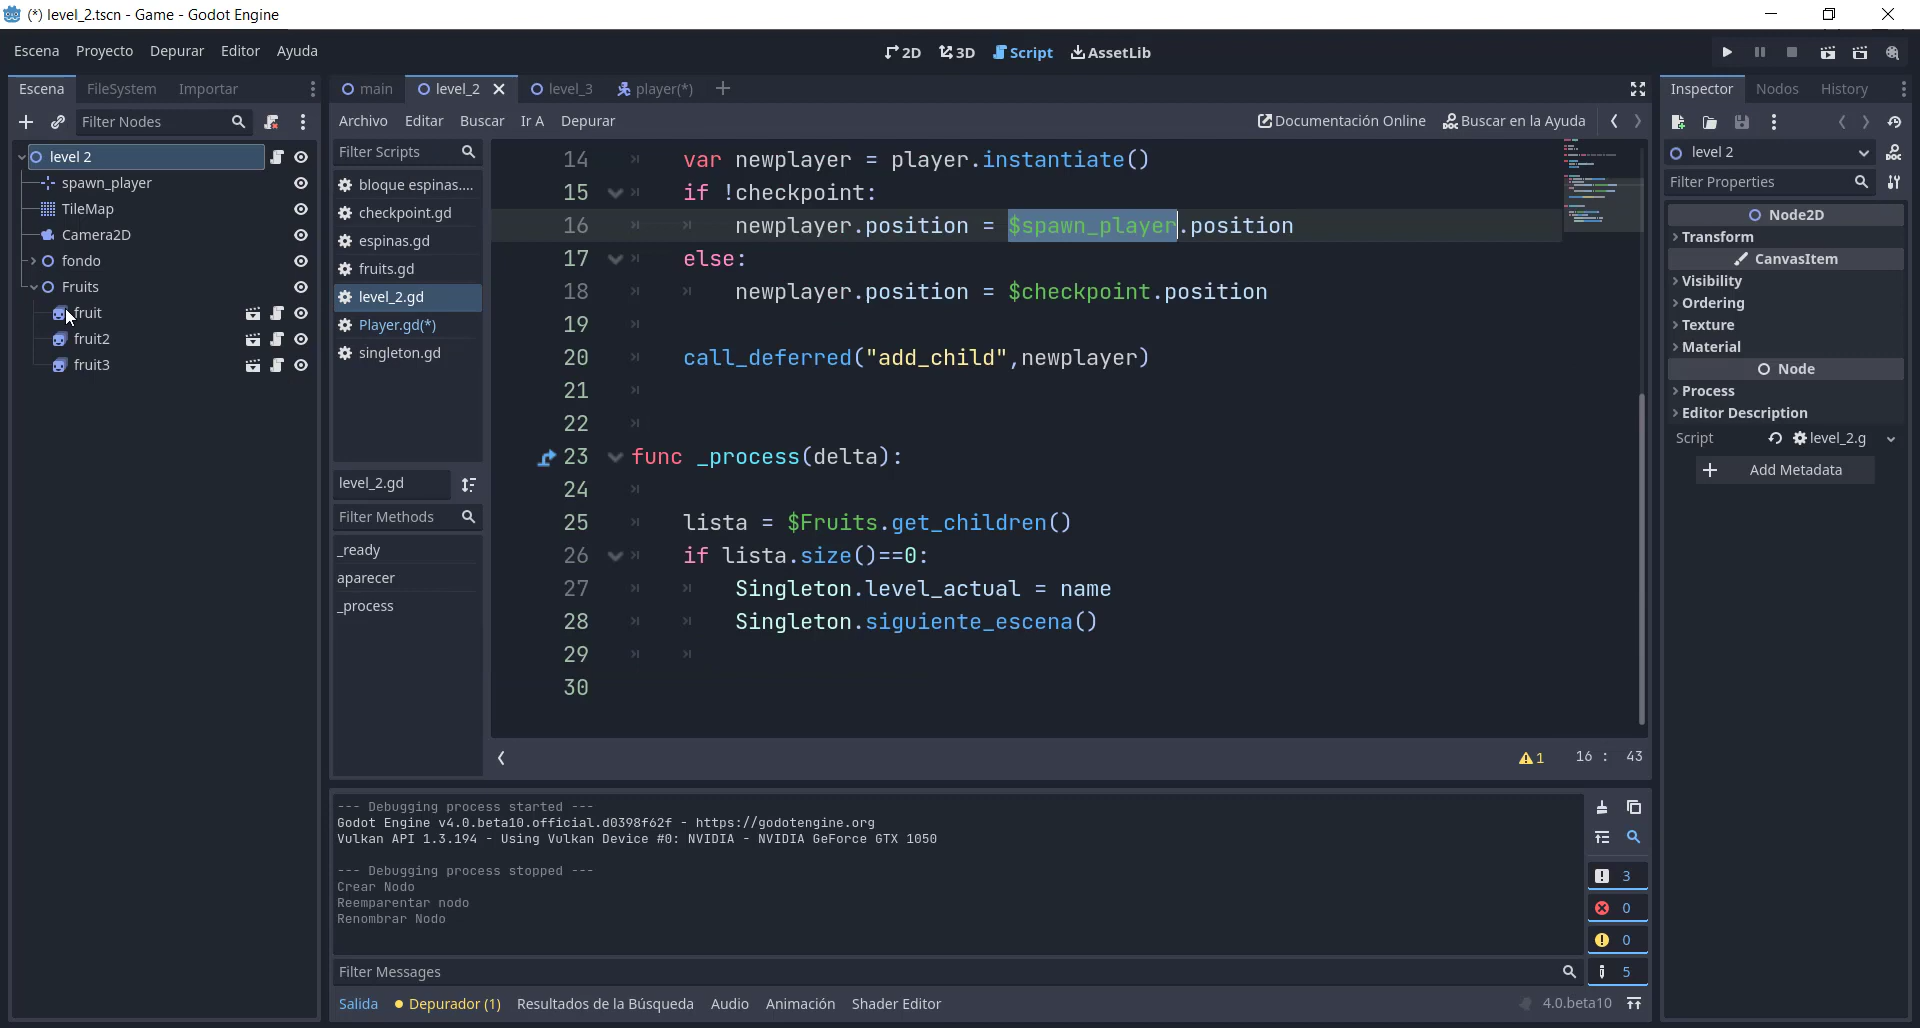 (*) level_2.tscn - Game - Godot Engine
Escena Proyecto Depurar Editor Ayuda
2D 3D Script AssetLib
Escena FileSystem Importar
Filter Nodes
level 2
spawn_player
TileMap
Camera2D
fondo
Fruits
fruit
fruit2
fruit3
main level_2 level_3 player(*)
Archivo Editar Buscar Ir A Depurar
Documentación Online Buscar en la Ayuda
Filter Scripts
bloque espinas....
checkpoint.gd
espinas.gd
fruits.gd
level_2.gd
Player.gd(*)
singleton.gd
level_2.gd
Filter Methods
_ready
aparecer
_process
14 var newplayer = player.instantiate()
15 if !checkpoint:
16 newplayer.position = $spawn_player.position
17 else:
18 newplayer.position = $checkpoint.position
19
20 call_deferred("add_child",newplayer)
21
22
23 func _process(delta):
24
25 lista = $Fruits.get_children()
26 if lista.size()==0:
27 Singleton.level_actual = name
28 Singleton.siguiente_escena()
29
30
1 16 : 43
--- Debugging process started ---
Godot Engine v4.0.beta10.official.d0398f62f - https://godotengine.org
Vulkan API 1.3.194 - Using Vulkan Device #0: NVIDIA - NVIDIA GeForce GTX 1050
--- Debugging process stopped ---
Crear Nodo
Reemparentar nodo
Renombrar Nodo
3
0
0
5
Filter Messages
Salida Depurador (1) Resultados de la Búsqueda Audio Animación Shader Editor
4.0.beta10
Inspector Nodos History
level 2
Filter Properties
Node2D
Transform
CanvasItem
Visibility
Ordering
Texture
Material
Node
Process
Editor Description
Script level_2.g
Add Metadata